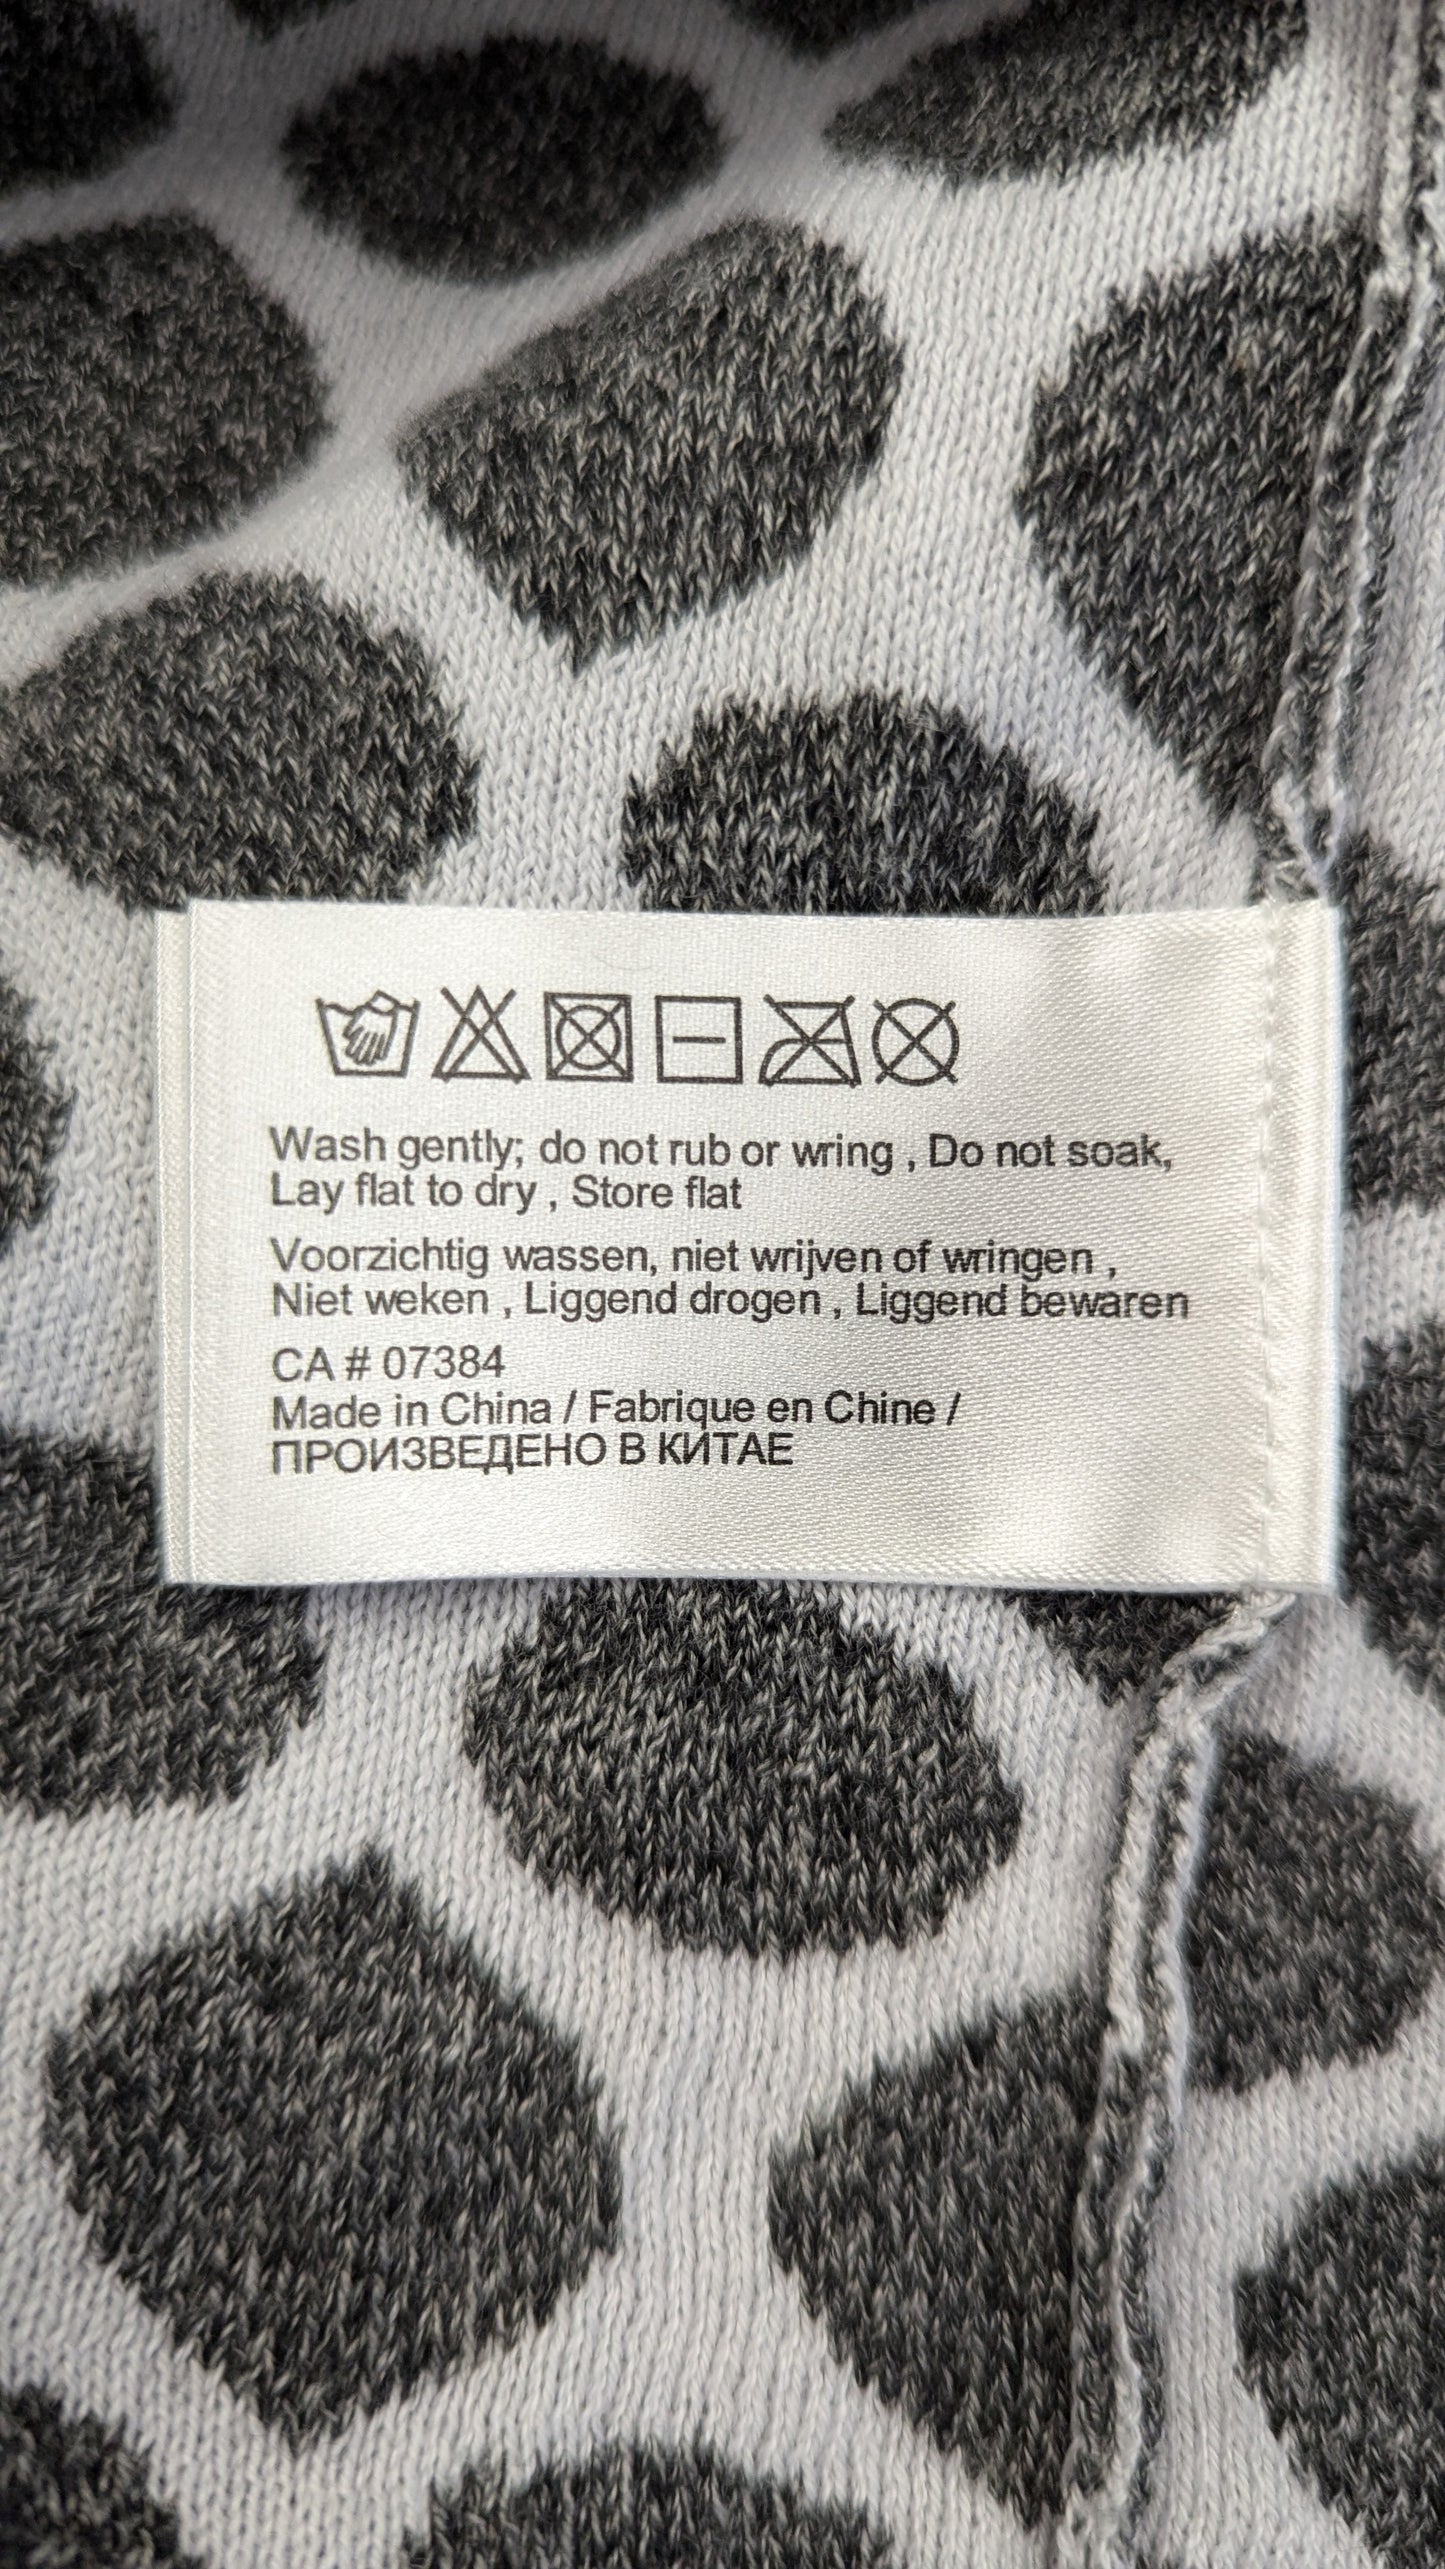 Wash gently; do not rub or wring , Do not soak,
Lay flat to dry , Store flat
Voorzichtig wassen, niet wrijven of wringen ,
Niet weken , Liggend drogen , Liggend bewaren
CA # 07384
Made in China / Fabrique en Chine /
ПРОИЗВЕДЕНО В КИТАЕ